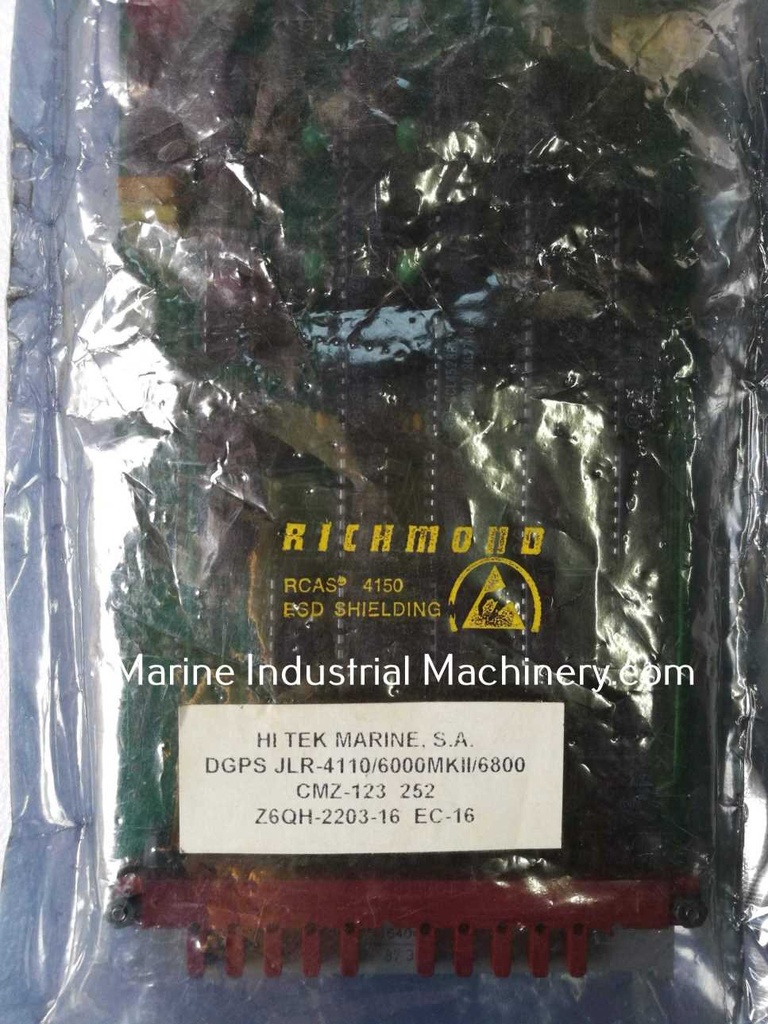 RICHMOND
RCAS® 4150
ESD SHIELDING
Marine Industrial Machinery.com
HI TEK MARINE, S.A.
DGPS JLR-4110/6000MKII/6800
CMZ-123 252
Z6QH-2203-16 EC-16